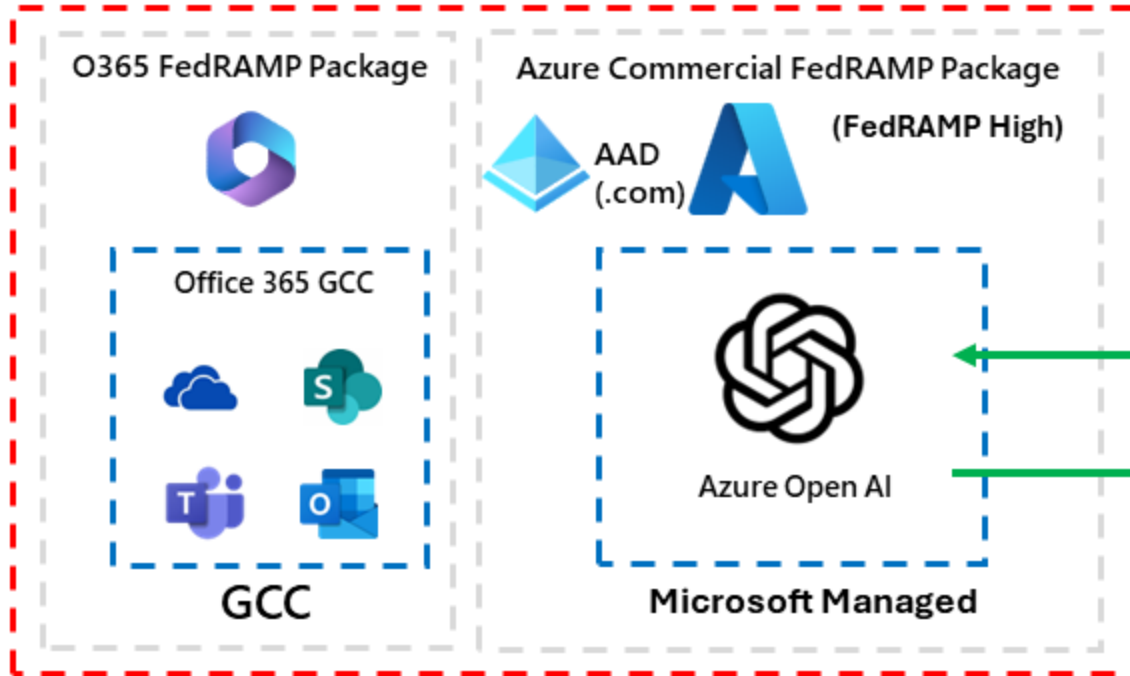 O365 FedRAMP Package
Office 365 GCC
S
T
O
GCC
Azure Commercial FedRAMP Package
(FedRAMP High)
AAD
(.com)
Azure Open AI
Microsoft Managed